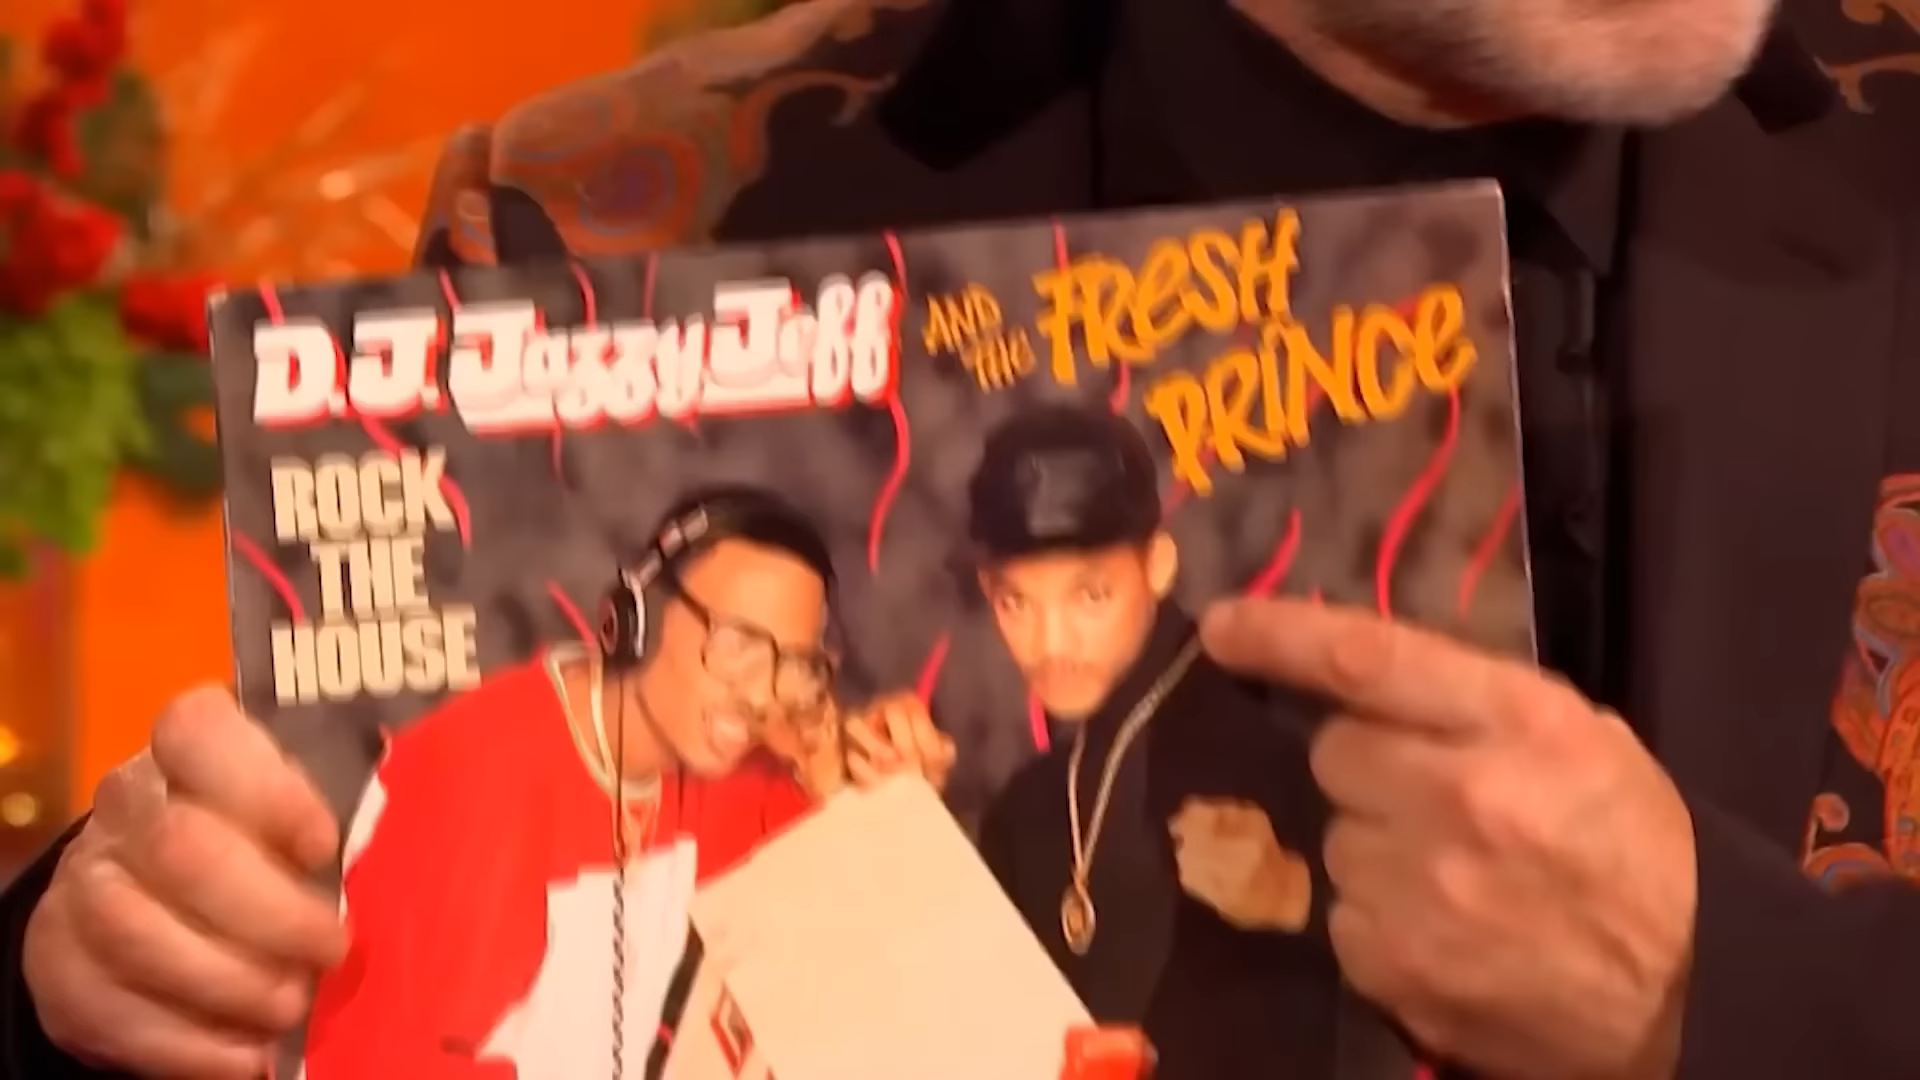 D.J. Jazzy Jeff
AND THE FRESH PRINCE
ROCK
THE
HOUSE